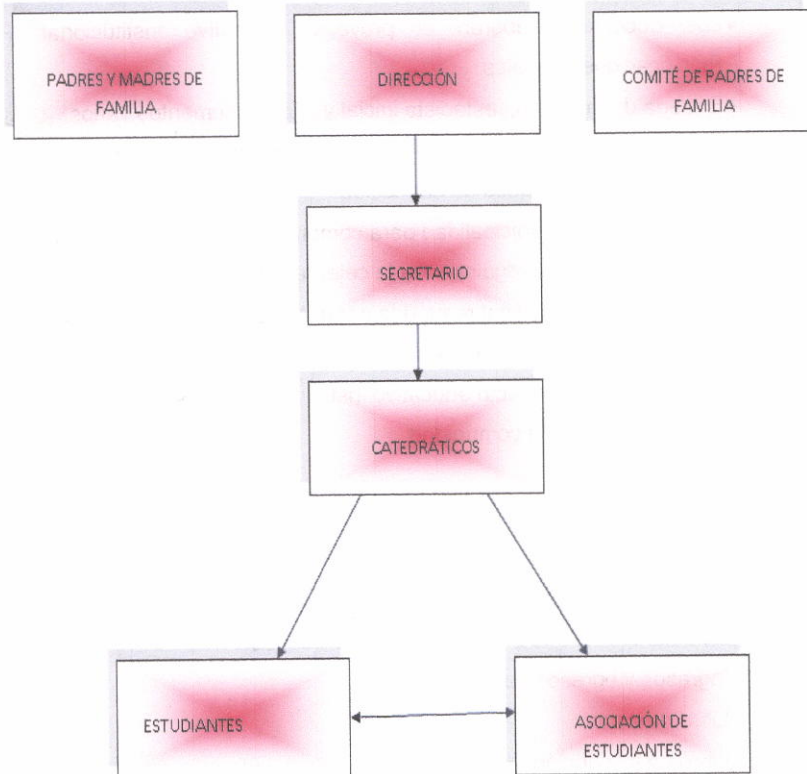 PADRES Y MADRES DE
FAMILIA
DIRECCIÓN
COMITÉ DE PADRES DE
FAMILIA
SECRETARIO
CATEDRÁTICOS
ESTUDIANTES
ASOCIACIÓN DE
ESTUDIANTES